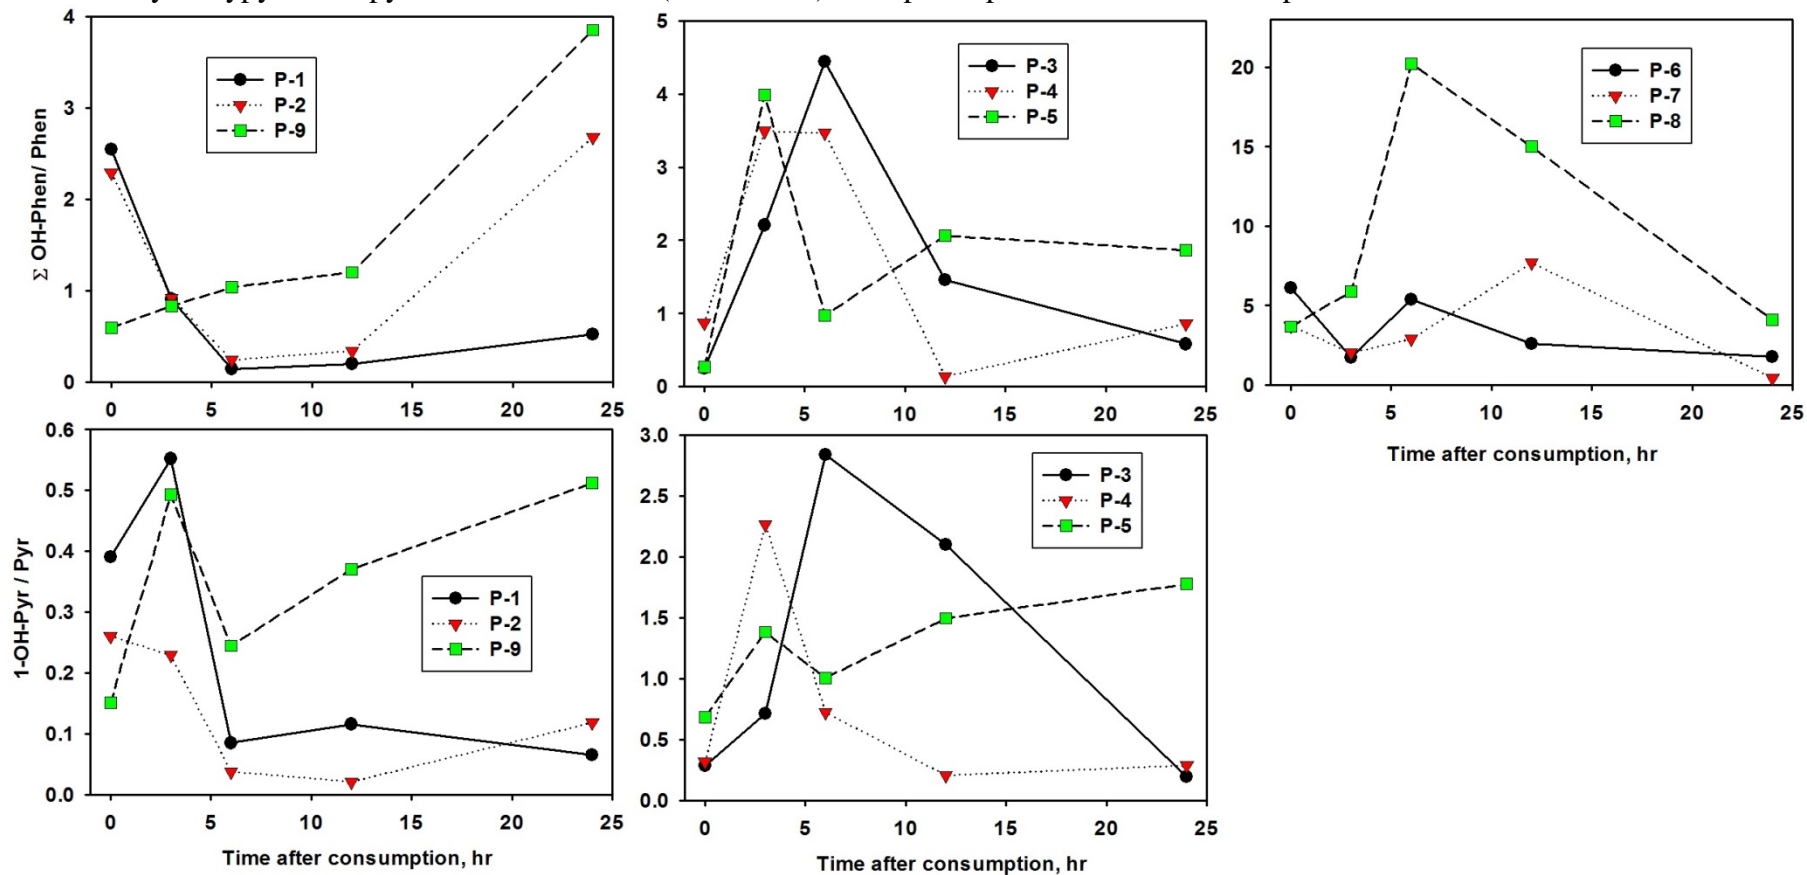 4
3
2
1
0
Σ OH-Phen/ Phen
P-1
P-2
P-9
0 5 10 15 20 25
5
4
3
2
1
0
P-3
P-4
P-5
0 5 10 15 20 25
20
15
10
5
0
P-6
P-7
P-8
0 5 10 15 20 25
Time after consumption, hr
0.6
0.5
0.4
0.3
0.2
0.1
0.0
1-OH-Pyr / Pyr
P-1
P-2
P-9
0 5 10 15 20 25
Time after consumption, hr
3.0
2.5
2.0
1.5
1.0
0.5
0.0
P-3
P-4
P-5
0 5 10 15 20 25
Time after consumption, hr